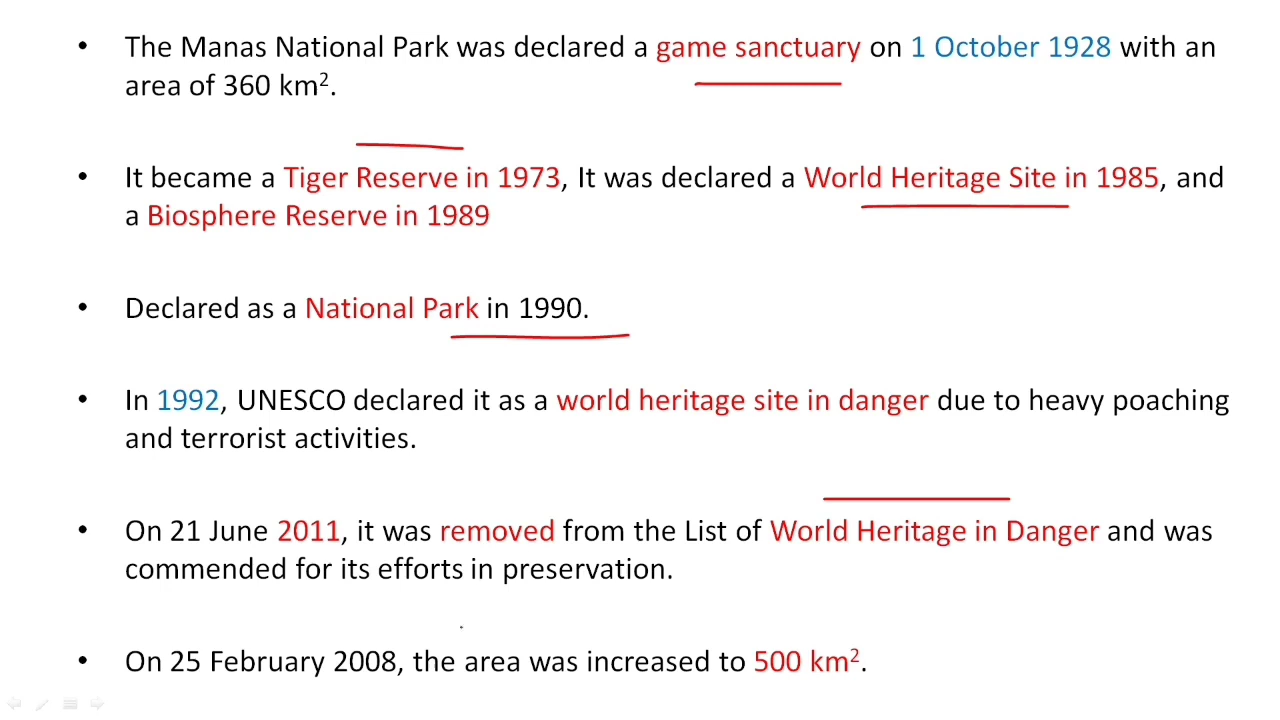 • The Manas National Park was declared a game sanctuary on 1 October 1928 with an
area of 360 km².
• It became a Tiger Reserve in 1973, It was declared a World Heritage Site in 1985, and
a Biosphere Reserve in 1989
• Declared as a National Park in 1990.
• In 1992, UNESCO declared it as a world heritage site in danger due to heavy poaching
and terrorist activities.
• On 21 June 2011, it was removed from the List of World Heritage in Danger and was
commended for its efforts in preservation.
• On 25 February 2008, the area was increased to 500 km².